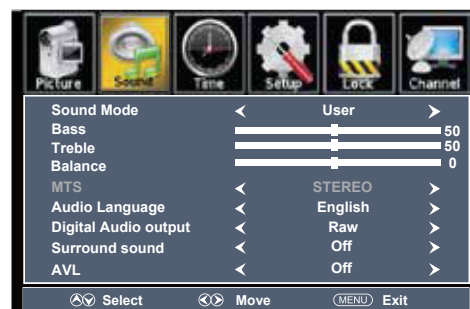 Picture Sound Time Setup Lock Channel
Sound Mode User
Bass 50
Treble 50
Balance 0
MTS STEREO
Audio Language English
Digital Audio output Raw
Surround sound Off
AVL Off
Select Move MENU Exit